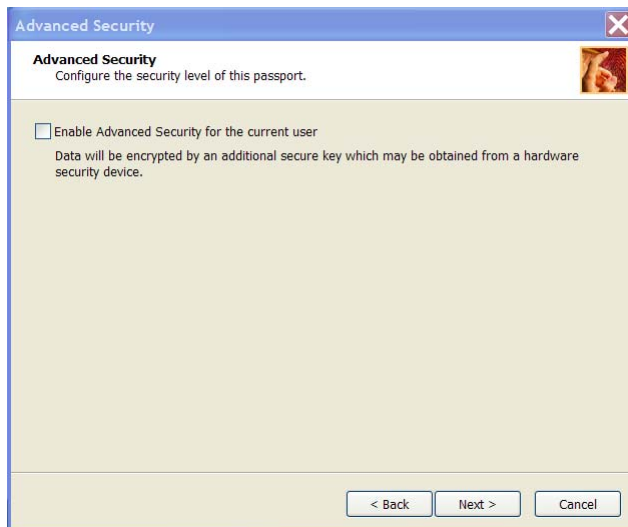 Advanced Security
Advanced Security
Configure the security level of this passport.
Enable Advanced Security for the current user
Data will be encrypted by an additional secure key which may be obtained from a hardware
security device.
< Back Next > Cancel